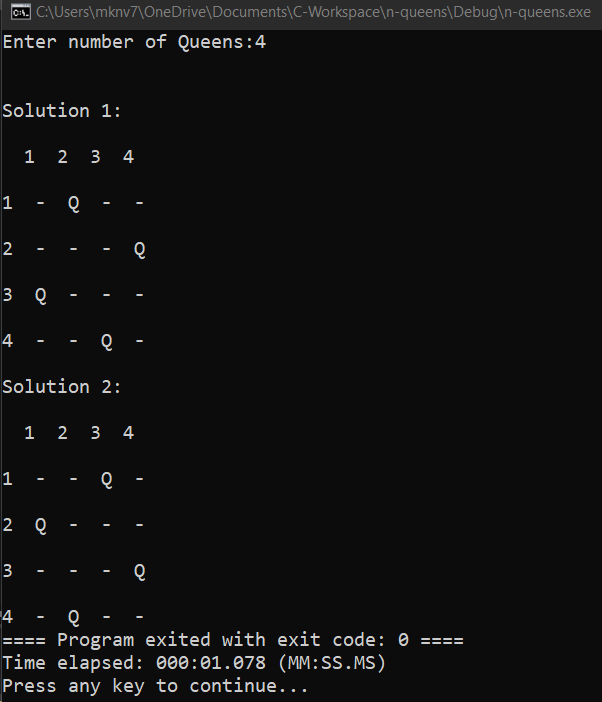 C:\Users\mknv7\OneDrive\Documents\C-Workspace\n-queens\Debug\n-queens.exe
Enter number of Queens:4
Solution 1:
1 2 3 4
1 - Q - -
2 - - - Q
3 Q - - -
4 - - Q -
Solution 2:
1 2 3 4
1 - - Q -
2 Q - - -
3 - - - Q
4 - Q - -
==== Program exited with exit code: 0 ====
Time elapsed: 000:01.078 (MM:SS.MS)
Press any key to continue...